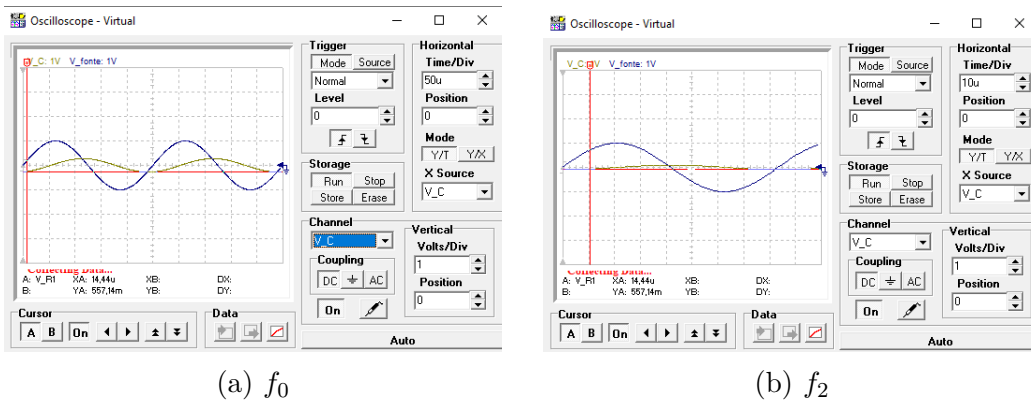 Oscilloscope - Virtual
V_C: 1V V_fonte: 1V
Trigger
Mode Source
Normal
Level
0
Storage
Run Stop
Store Erase
Horizontal
Time/Div
50u
Position
0
Mode
Y/T Y/X
X Source
V_C
Channel
V_C
Coupling
DC AC
On
Vertical
Volts/Div
1
Position
0
Collecting Data...
A: V_R1 XA: 14,44u XB: DX:
B: YA: 557,14m YB: DY:
Cursor
A B On
Data
Auto
(a) f0
Oscilloscope - Virtual
V_C: 1V V_fonte: 1V
Trigger
Mode Source
Normal
Level
0
Storage
Run Stop
Store Erase
Horizontal
Time/Div
10u
Position
0
Mode
Y/T Y/X
X Source
V_C
Channel
V_C
Coupling
DC AC
On
Vertical
Volts/Div
1
Position
0
Collecting Data...
A: V_R1 XA: 14,44u XB: DX:
B: YA: 557,14m YB: DY:
Cursor
A B On
Data
Auto
(b) f2